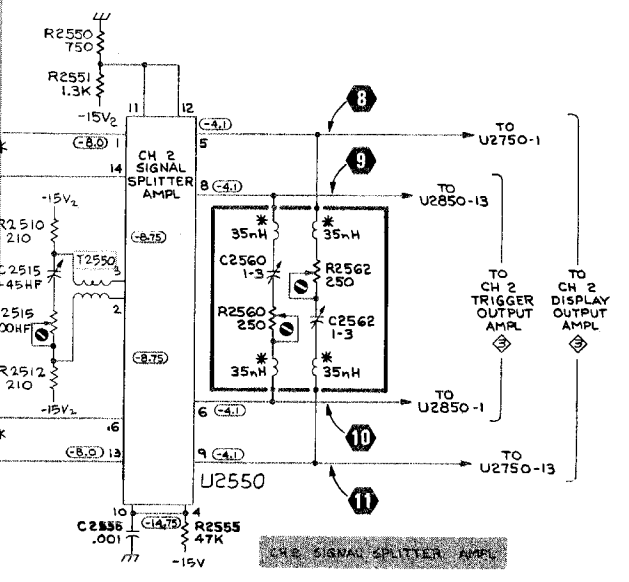 R2550
750
R2551
1.3K
-15V2
11
12
-4.1
-8.0
1
5
8
TO
U2750-1
14
CH 2
SIGNAL
SPLITTER
AMPL
8
-4.1
9
TO
U2850-13
-15V2
R2510
210
-8.75
T2550
3
2
C2515
-45HF
2515
00HF
R2512
210
-15V2
-8.75
35nH
35nH
C2560
1-3
R2562
250
R2560
250
C2562
1-3
35nH
35nH
TO
CH 2
TRIGGER
OUTPUT
AMPL
3
TO
CH 2
DISPLAY
OUTPUT
AMPL
3
16
6
-4.1
TO
U2850-1
10
-8.0
13
9
-4.1
TO
U2750-13
11
U2550
10
-14.75
4
.001
R2555
47K
-15V
CH 2 SIGNAL SPLITTER AMPL